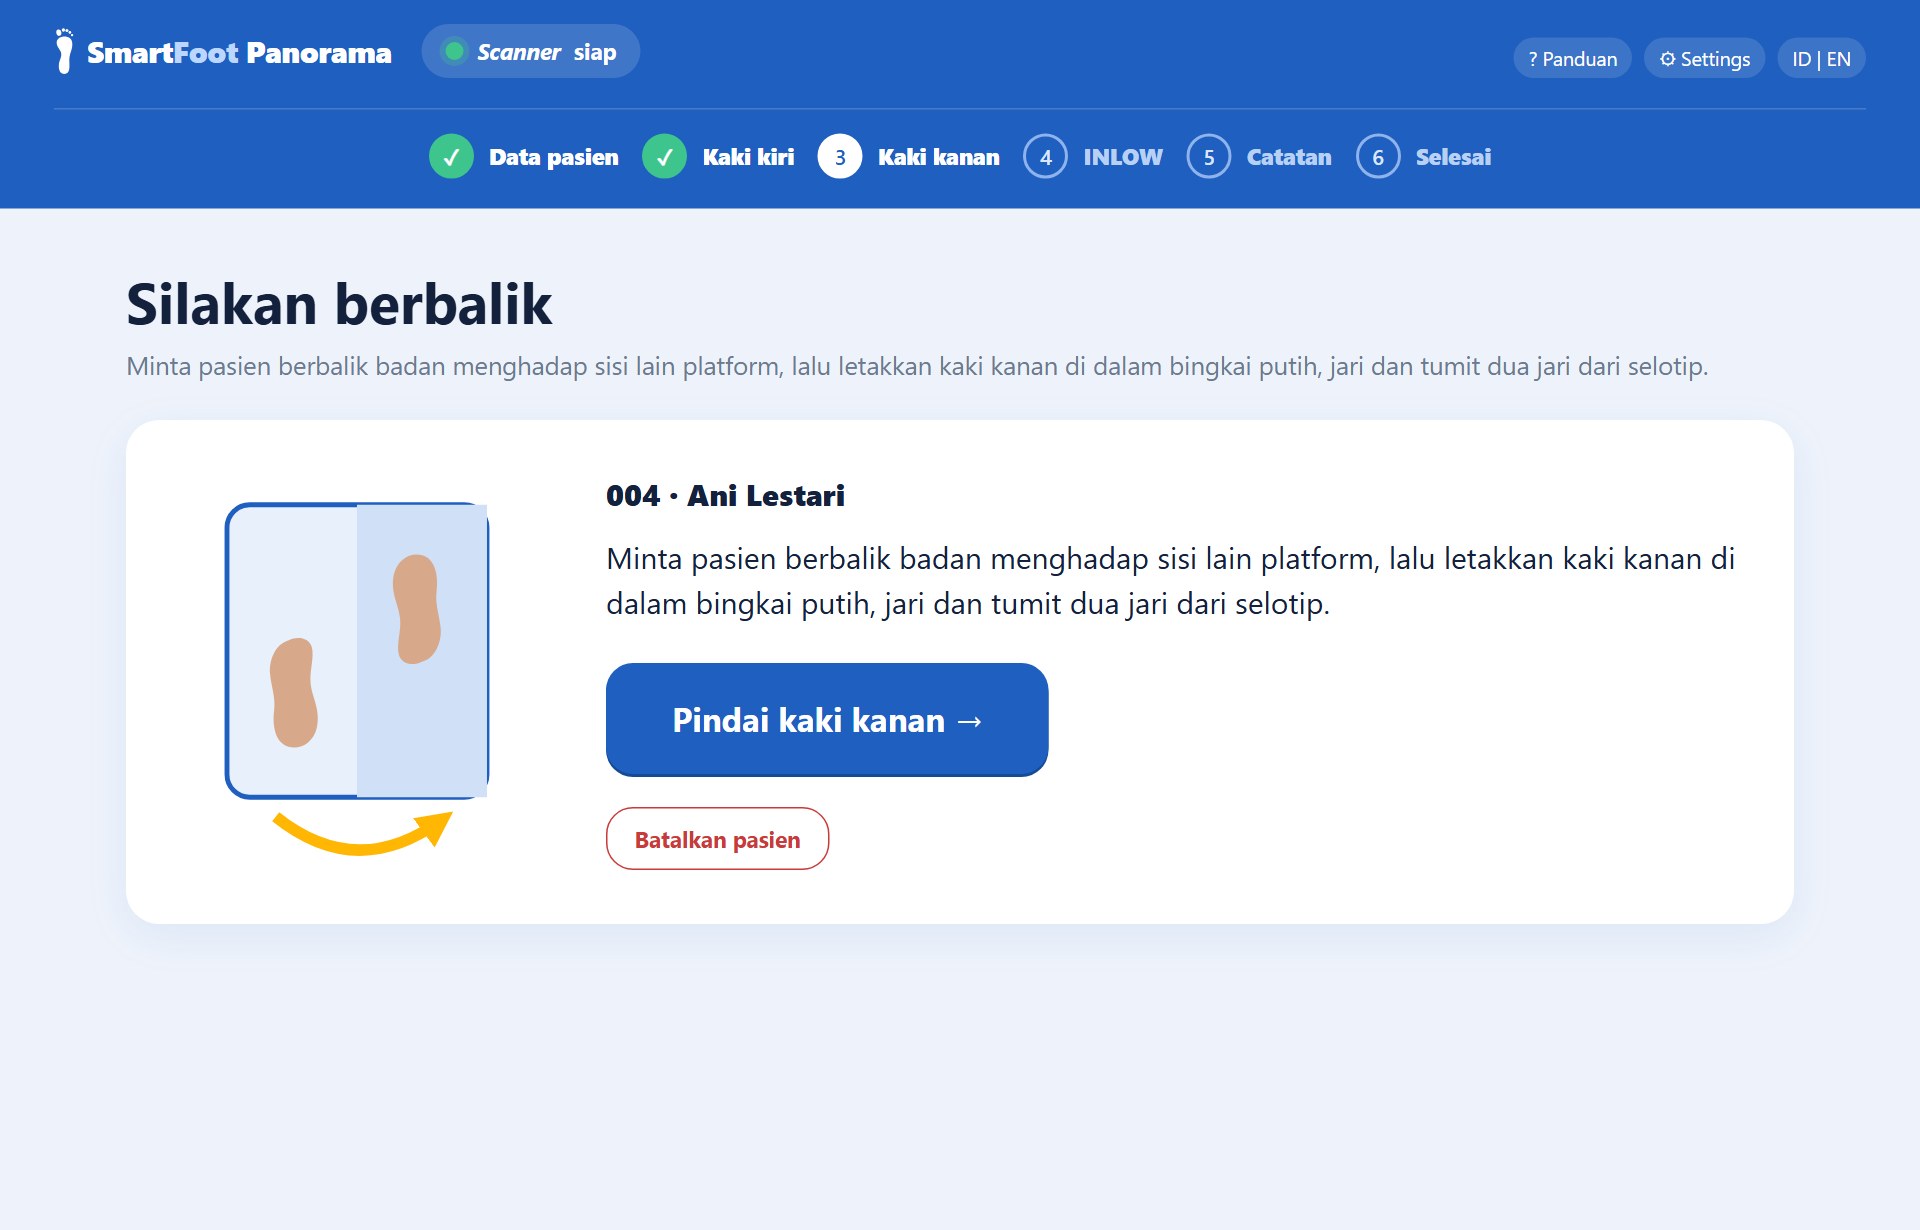 SmartFoot Panorama
Scanner siap
? Panduan
⚙ Settings
ID | EN
✓ Data pasien
✓ Kaki kiri
3 Kaki kanan
4 INLOW
5 Catatan
6 Selesai
Silakan berbalik
Minta pasien berbalik badan menghadap sisi lain platform, lalu letakkan kaki kanan di dalam bingkai putih, jari dan tumit dua jari dari selotip.
004 · Ani Lestari
Minta pasien berbalik badan menghadap sisi lain platform, lalu letakkan kaki kanan di
dalam bingkai putih, jari dan tumit dua jari dari selotip.
Pindai kaki kanan →
Batalkan pasien